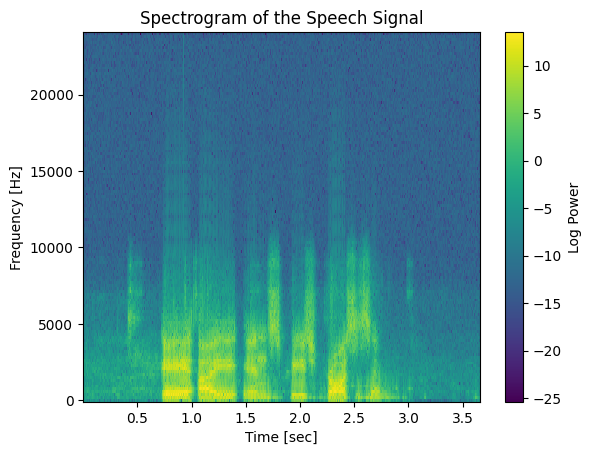 Spectrogram of the Speech Signal
Frequency [Hz]
20000
15000
10000
5000
0
0.5 1.0 1.5 2.0 2.5 3.0 3.5
Time [sec]
10
5
0
−5
−10
−15
−20
−25
Log Power